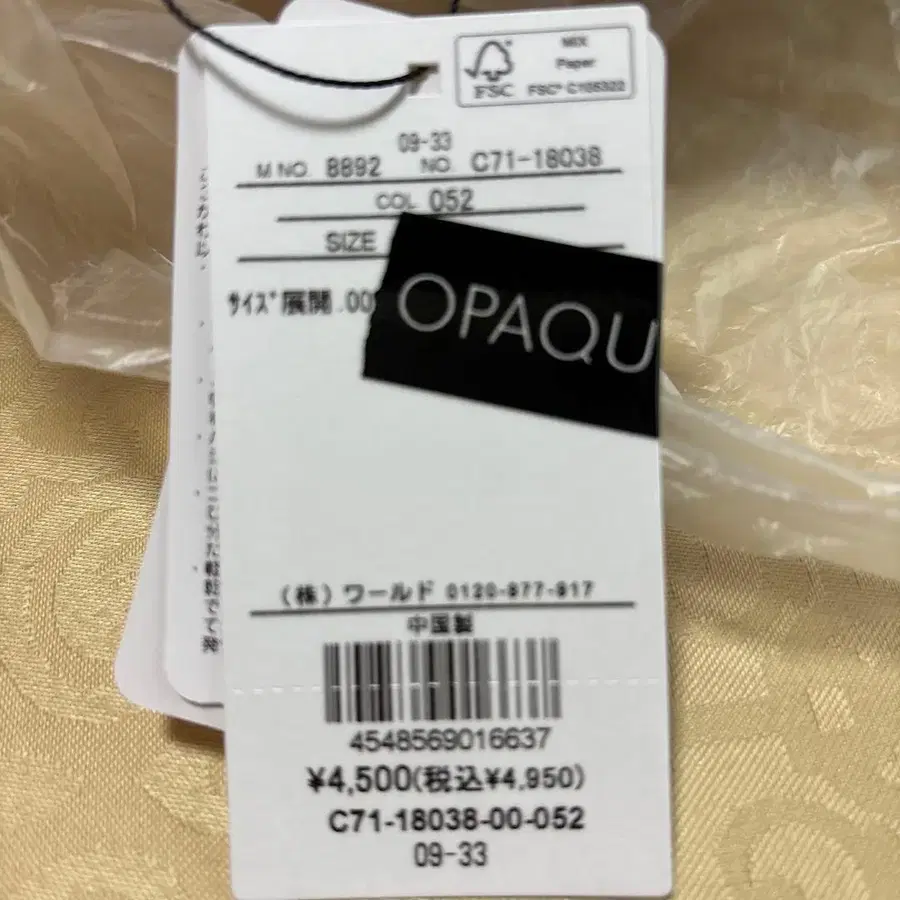 MIX
Paper
FSC
FSC® C105322
09-33
M NO. 8892 NO. C71-18038
COL 052
SIZE
サイズ展開.00
OPAQU
(株)ワールド 0120-977-917
中国製
4548569016637
¥4,500(税込¥4,950)
C71-18038-00-052
09-33